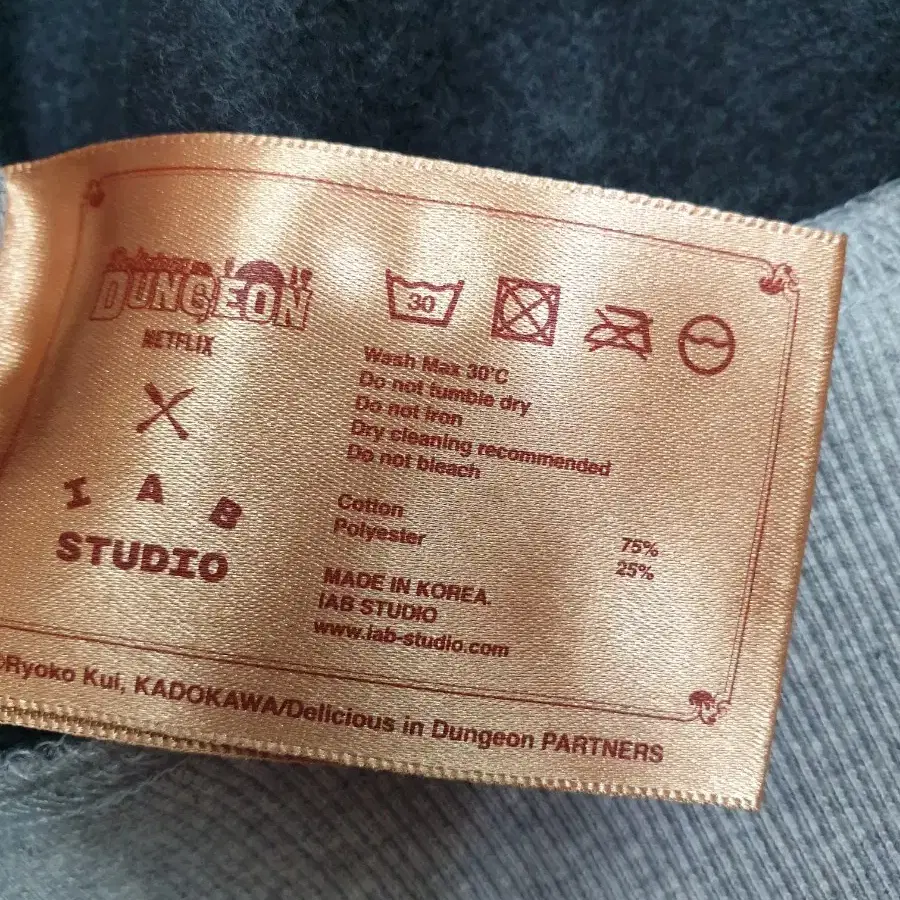 Delicious in
DUNGEON
NETFLIX
I A B
STUDIO
30
Wash Max 30°C
Do not tumble dry
Do not iron
Dry cleaning recommended
Do not bleach
Cotton 75%
Polyester 25%
MADE IN KOREA.
IAB STUDIO
www.iab-studio.com
©Ryoko Kui, KADOKAWA/Delicious in Dungeon PARTNERS